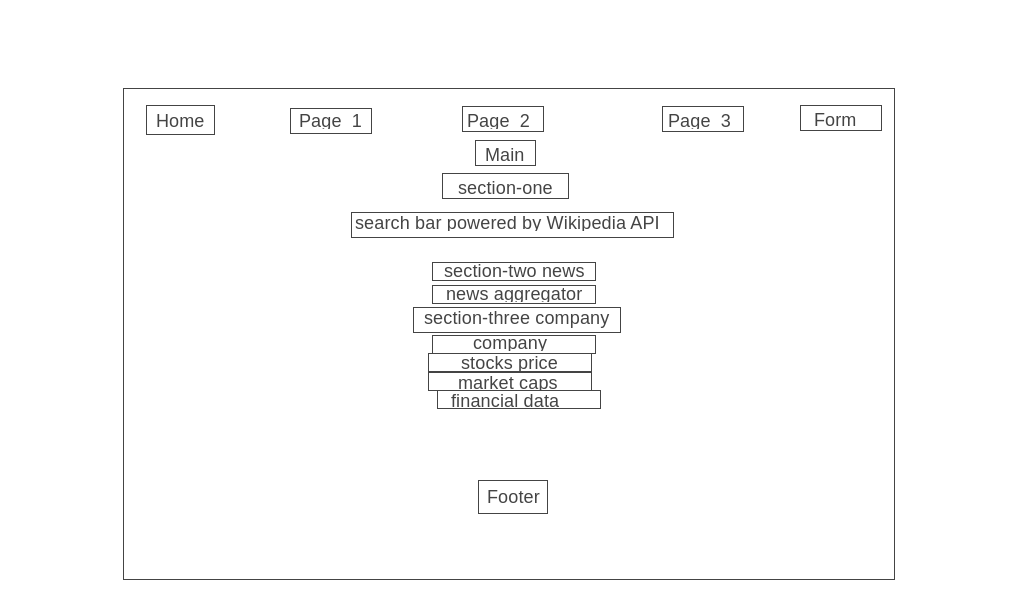 Home Page 1 Page 2 Page 3 Form
Main
section-one
search bar powered by Wikipedia API
section-two news
news aggregator
section-three company
company
stocks price
market caps
financial data
Footer